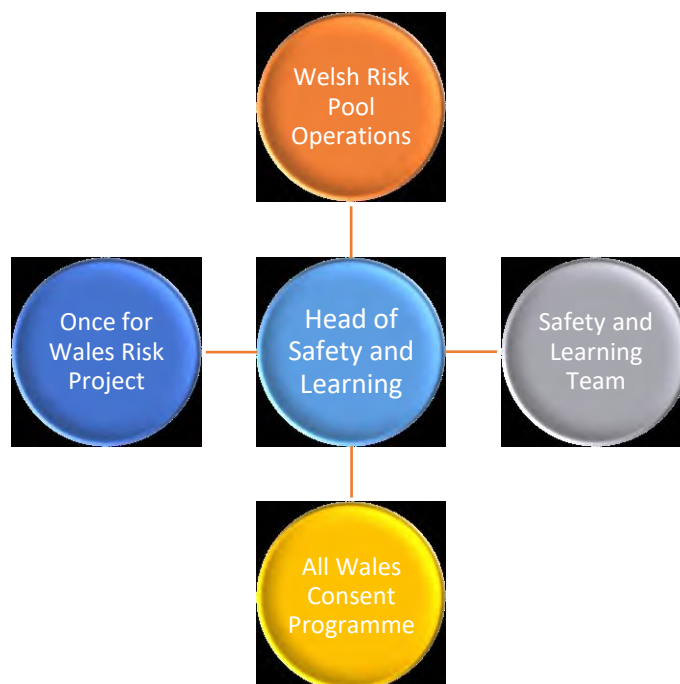 Welsh Risk
Pool
Operations
Once for
Wales Risk
Project
Head of
Safety and
Learning
Safety and
Learning
Team
All Wales
Consent
Programme